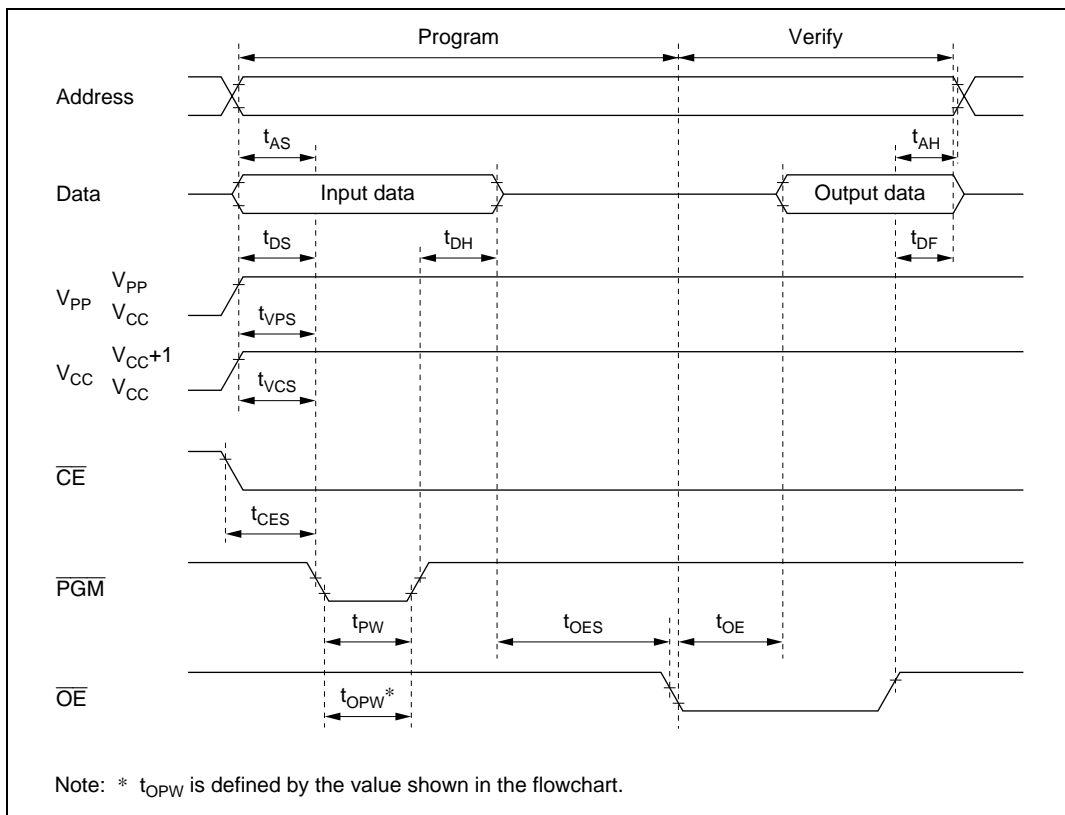 Program Verify
Address
tAS tAH
Data Input data Output data
tDS tDH tDF
VPP VPP
VCC
tVPS
VCC VCC+1
VCC
tVCS
CE
tCES
PGM
tPW tOES tOE
OE
tOPW*
Note: * tOPW is defined by the value shown in the flowchart.